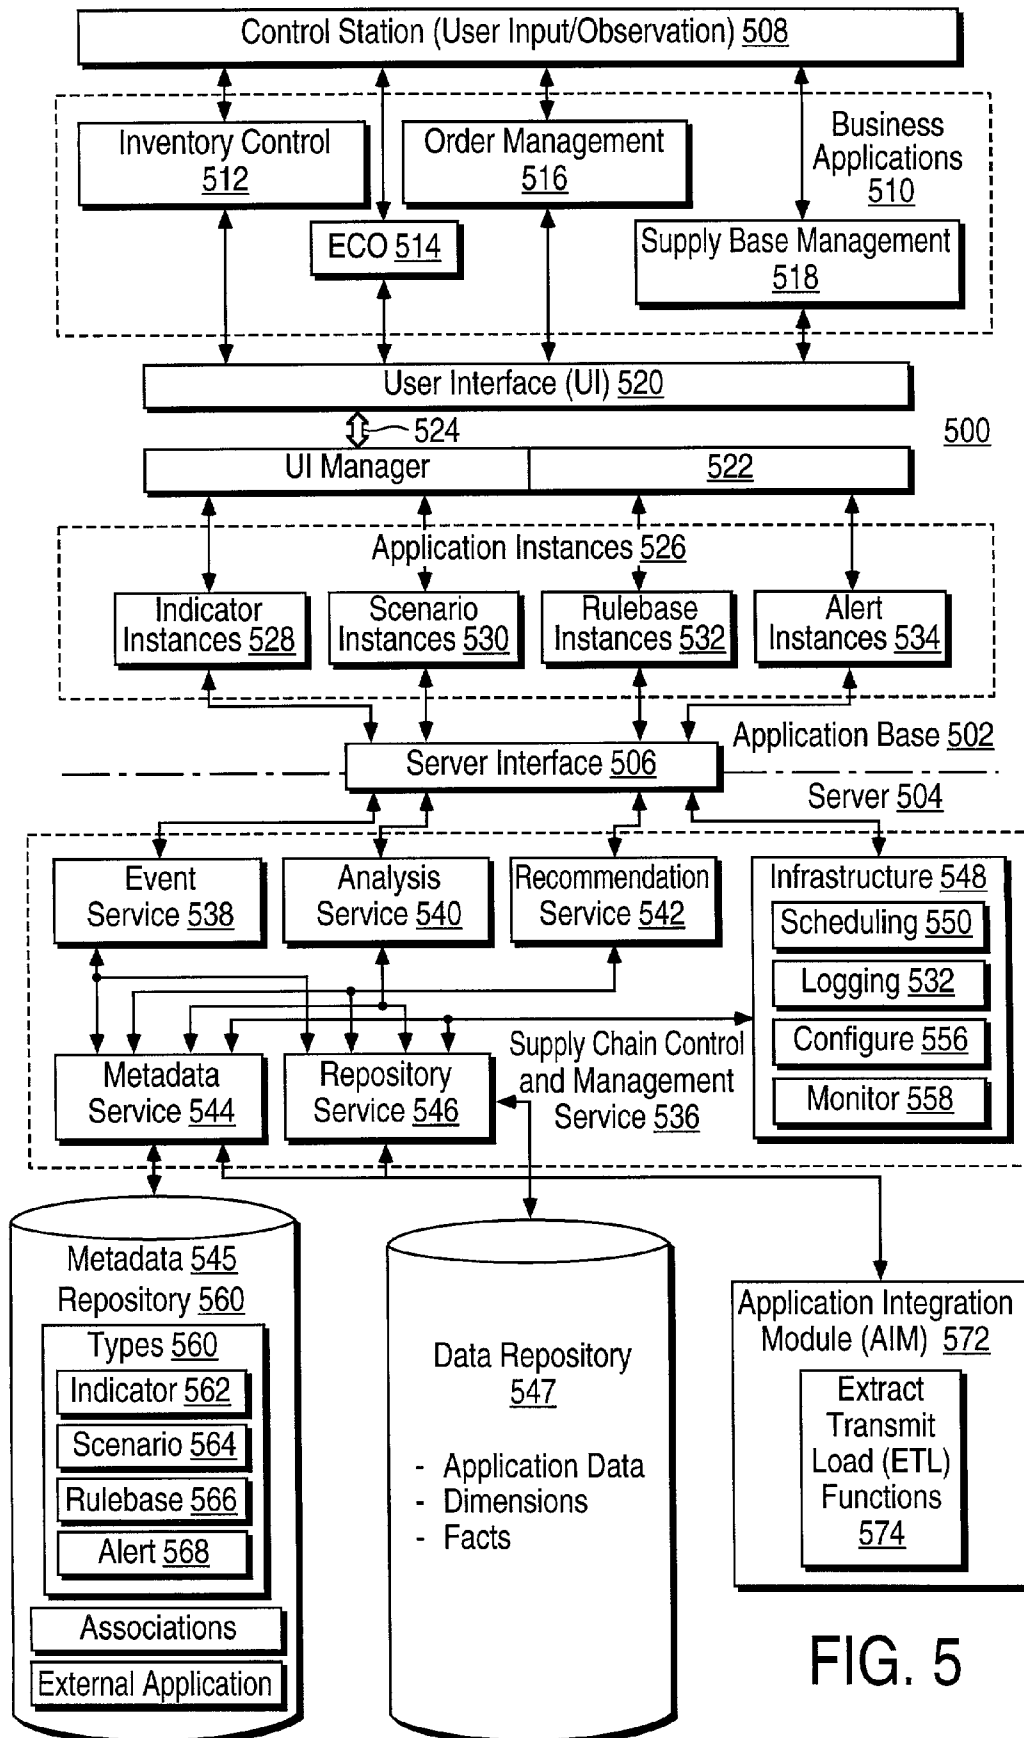 Control Station (User Input/Observation) 508
Inventory Control
512
Order Management
516
Business
Applications
510
ECO 514
Supply Base Management
518
User Interface (UI) 520
524
500
UI Manager
522
Application Instances 526
Indicator
Instances 528
Scenario
Instances 530
Rulebase
Instances 532
Alert
Instances 534
Application Base 502
Server Interface 506
Server 504
Event
Service 538
Analysis
Service 540
Recommendation
Service 542
Infrastructure 548
Scheduling 550
Logging 532
Configure 556
Monitor 558
Metadata
Service 544
Repository
Service 546
Supply Chain Control
and Management
Service 536
Metadata 545
Repository 560
Types 560
Indicator 562
Scenario 564
Rulebase 566
Alert 568
Associations
External Application
Data Repository
547
- Application Data
- Dimensions
- Facts
Application Integration
Module (AIM) 572
Extract
Transmit
Load (ETL)
Functions
574
FIG. 5